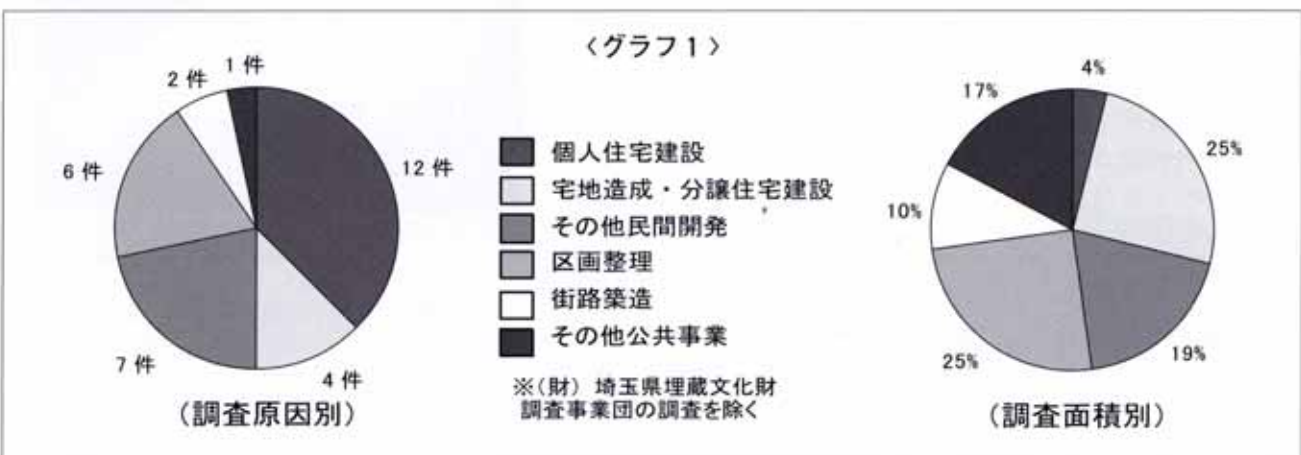 〈グラフ1〉
1 件
2 件
6 件
7 件
4 件
12 件
(調査原因別)
個人住宅建設
宅地造成・分譲住宅建設
その他民間開発
区画整理
街路築造
その他公共事業
※(財) 埼玉県埋蔵文化財
調査事業団の調査を除く
4%
17%
25%
10%
25%
19%
(調査面積別)